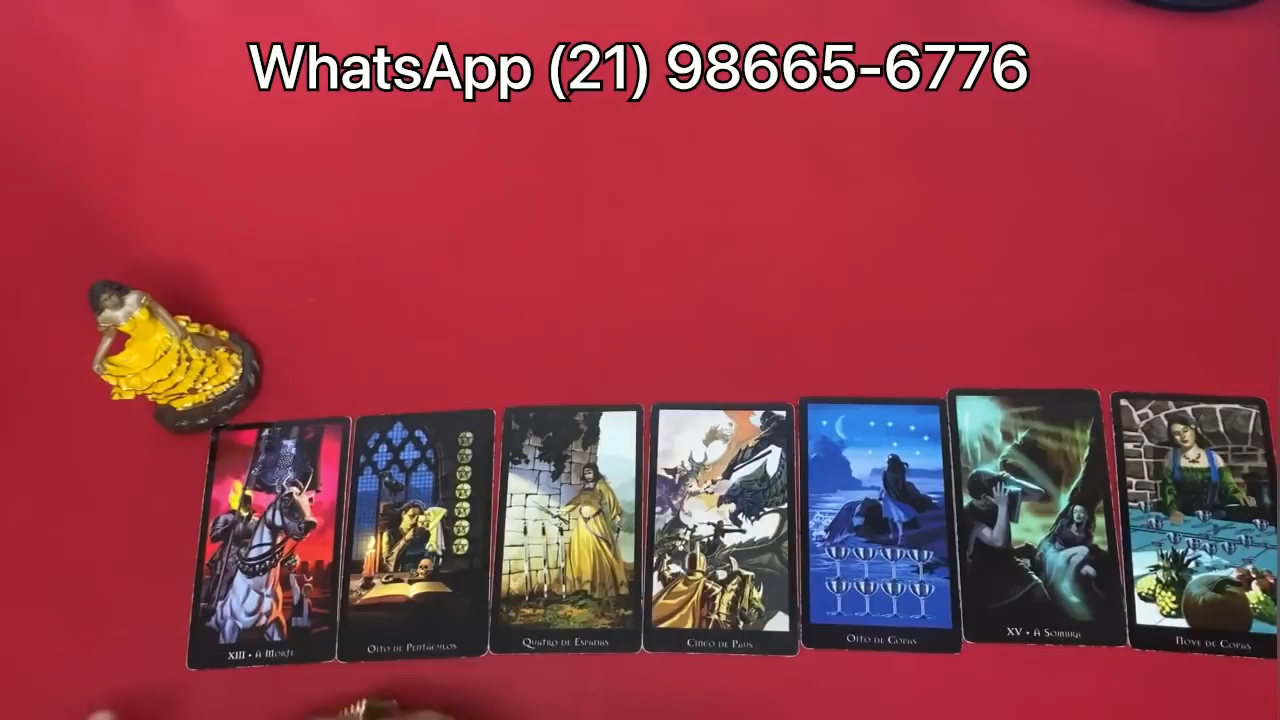 WhatsApp (21) 98665-6776
XIII • A Morte
Oito de Pentáculos
Quatro de Espadas
Cinco de Paus
Oito de Copas
XV • A Sombra
Nove de Copas